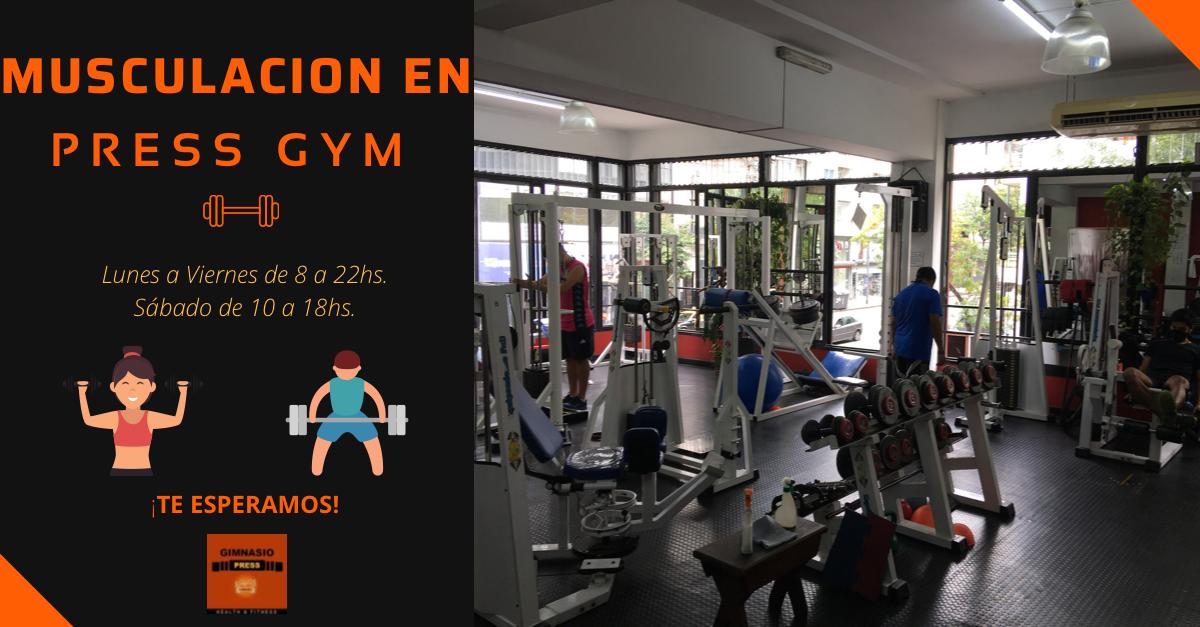 MUSCULACION EN
PRESS GYM
Lunes a Viernes de 8 a 22hs.
Sábado de 10 a 18hs.
¡TE ESPERAMOS!
GIMNASIO
PRESS
HEALTH & FITNESS